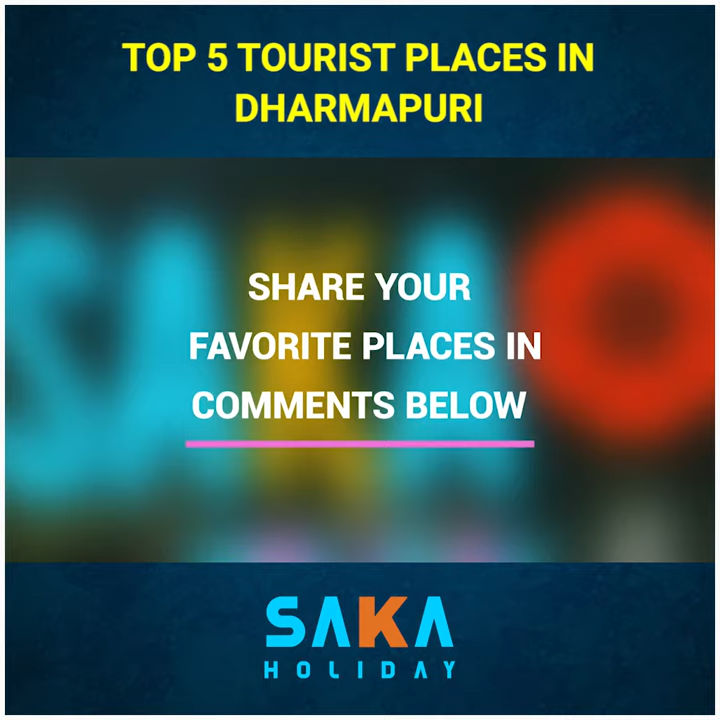 TOP 5 TOURIST PLACES IN
DHARMAPURI
SHARE YOUR
FAVORITE PLACES IN
COMMENTS BELOW
SAKA
HOLIDAY